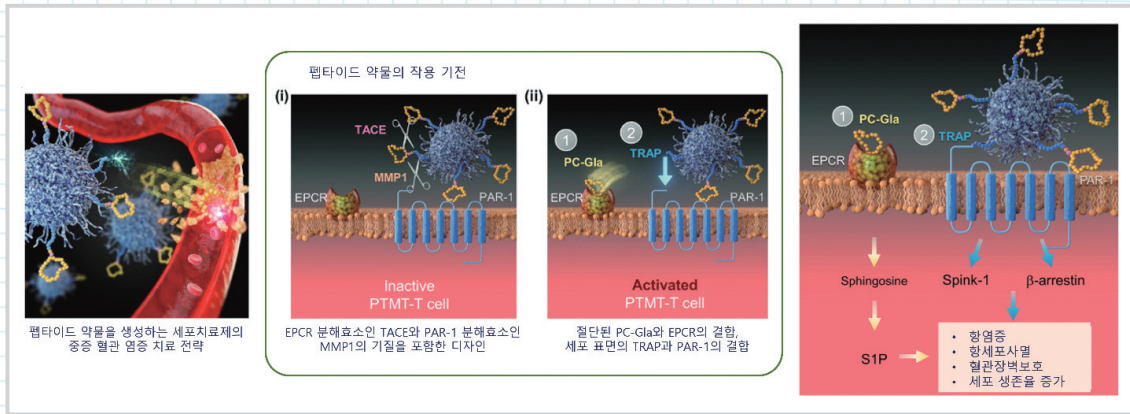 펩타이드 약물을 생성하는 세포치료제의
중증 혈관 염증 치료 전략
펩타이드 약물의 작용 기전
(i)
TACE
MMP1
EPCR
PAR-1
Inactive
PTMT-T cell
EPCR 분해효소인 TACE와 PAR-1 분해효소인
MMP1의 기질을 포함한 디자인
(ii)
1
PC-Gla
2
TRAP
EPCR
PAR-1
Activated
PTMT-T cell
절단된 PC-Gla와 EPCR의 결합,
세포 표면의 TRAP과 PAR-1의 결합
1
PC-Gla
2
TRAP
EPCR
PAR-1
Sphingosine
Spink-1
β-arrestin
S1P
• 항염증
• 항세포사멸
• 혈관장벽보호
• 세포 생존율 증가